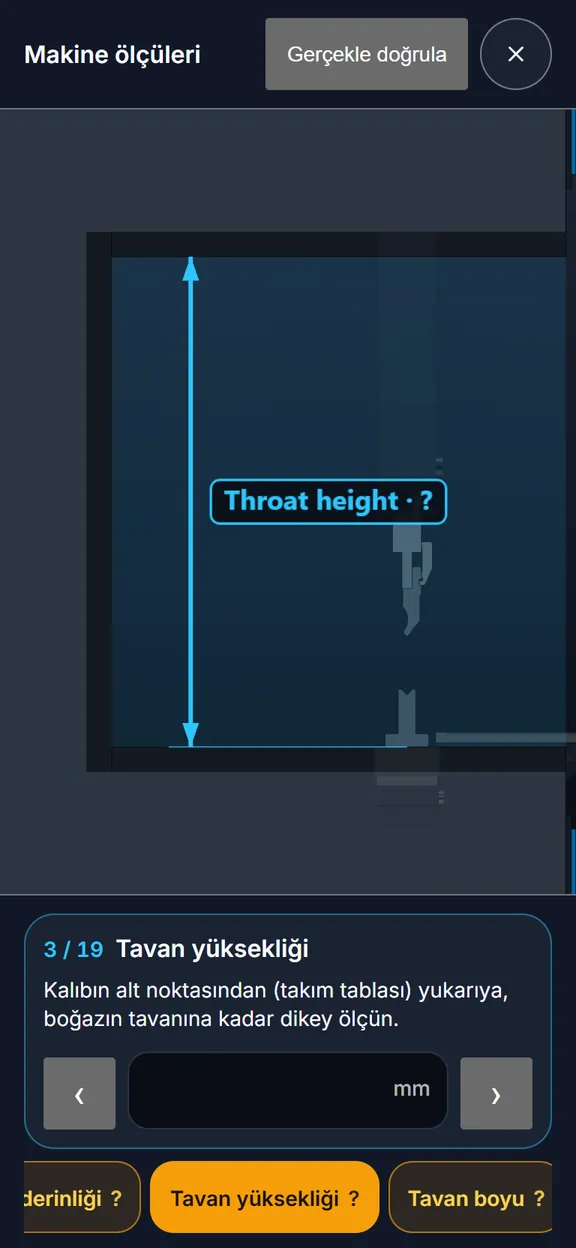 Makine ölçüleri
Gerçekle doğrula
×
Throat height · ?
3 / 19 Tavan yüksekliği
Kalıbın alt noktasından (takım tablası) yukarıya,
boğazın tavanına kadar dikey ölçün.
‹ mm ›
derinliği ? Tavan yüksekliği ? Tavan boyu ?